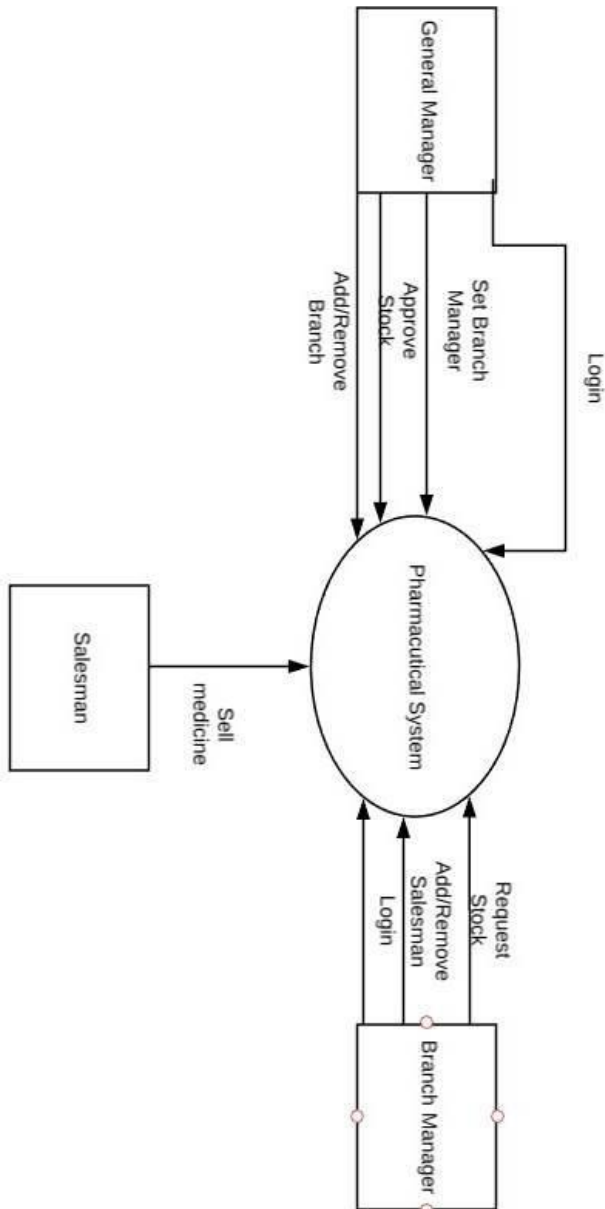 Login
Set Branch
Manager
Approve
Stock
Add/Remove
Branch
General Manager
Pharmacutical System
Request
Stock
Add/Remove
Salesman
Login
Branch Manager
Sell
medicine
Salesman